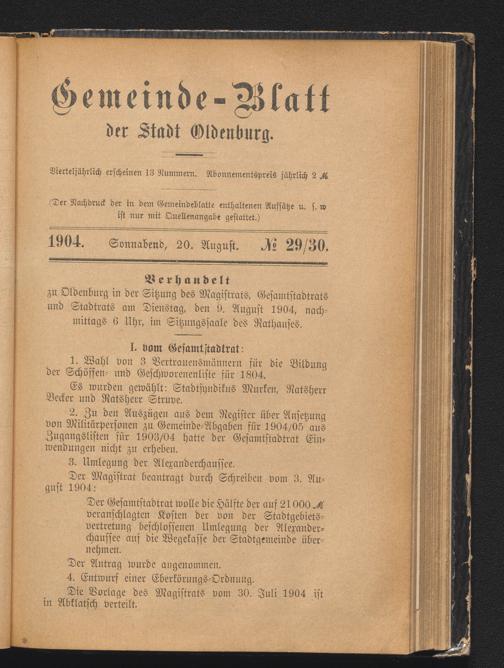 Gemeinde-Blatt
der Stadt Oldenburg.
Vierteljährlich erscheinen 13 Nummern. Abonnementspreis jährlich 2 ℳ
(Der Nachdruck der in dem Gemeindeblatte enthaltenen Aufsätze u. s. w
ist nur mit Quellenangabe gestattet.)
1904. Sonnabend, 20. August. № 29/30.
Verhandelt
zu Oldenburg in der Sitzung des Magistrats, Gesamtstadtrats
und Stadtrats am Dienstag, den 9. August 1904, nach-
mittags 6 Uhr, im Sitzungssaale des Rathauses.
I. vom Gesamtstadtrat:
1. Wahl von 3 Vertrauensmännern für die Bildung
der Schöffen- und Geschworenenliste für 1804.
Es wurden gewählt: Stadtsyndikus Murken, Ratsherr
Becker und Ratsherr Struve.
2. Zu den Auszügen aus dem Register über Ansetzung
von Militärpersonen zu Gemeinde-Abgaben für 1904/05 aus
Zugangslisten für 1903/04 hatte der Gesamtstadtrat Ein-
wendungen nicht zu erheben.
3. Umlegung der Alexanderchaussee.
Der Magistrat beantragt durch Schreiben vom 3. Au-
gust 1904:
Der Gesamtstadtrat wolle die Hälfte der auf 21000 ℳ
veranschlagten Kosten der von der Stadtgebiets-
vertretung beschlossenen Umlegung der Alexander-
chaussee auf die Wegekasse der Stadtgemeinde über-
nehmen.
Der Antrag wurde angenommen.
4. Entwurf einer Eberkörungs-Ordnung.
Die Vorlage des Magistrats vom 30. Juli 1904 ist
in Abklatsch verteilt.